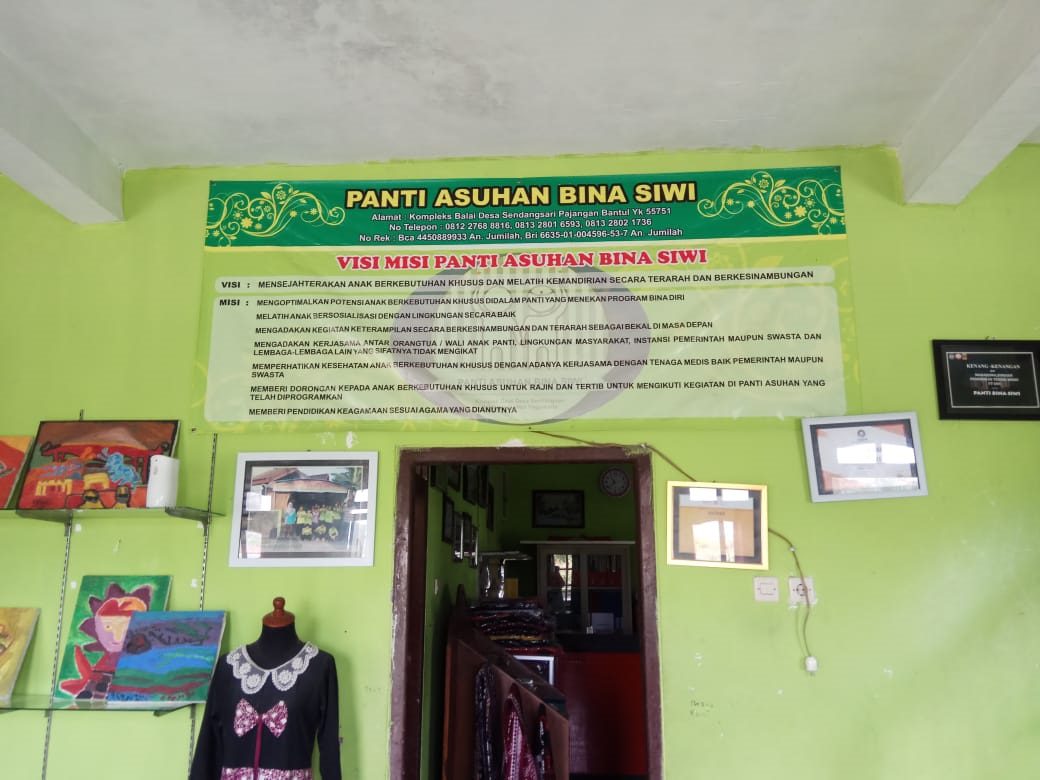 PANTI ASUHAN BINA SIWI
Alamat : Kompleks Balai Desa Sendangsari Pajangan Bantul Yk 55751
No Telepon : 0812 2768 8816, 0813 2801 6593, 0813 2802 1736
No Rek : Bca 4450889933 An. Jumilah, Bri 6635-01-004596-53-7 An. Jumilah
VISI MISI PANTI ASUHAN BINA SIWI
VISI : MENSEJAHTERAKAN ANAK BERKEBUTUHAN KHUSUS DAN MELATIH KEMANDIRIAN SECARA TERARAH DAN BERKESINAMBUNGAN
MISI : MENGOPTIMALKAN POTENSI ANAK BERKEBUTUHAN KHUSUS DIDALAM PANTI YANG MENEKAN PROGRAM BINA DIRI
MELATIH ANAK BERSOSIALISASI DENGAN LINGKUNGAN SECARA BAIK
MENGADAKAN KEGIATAN KETERAMPILAN SECARA BERKESINAMBUNGAN DAN TERARAH SEBAGAI BEKAL DI MASA DEPAN
MENGADAKAN KERJASAMA ANTAR ORANGTUA / WALI ANAK PANTI, LINGKUNGAN MASYARAKAT, INSTANSI PEMERINTAH MAUPUN SWASTA DAN
LEMBAGA-LEMBAGA LAIN YANG SIFATNYA TIDAK MENGIKAT
MEMPERHATIKAN KESEHATAN ANAK BERKEBUTUHAN KHUSUS DENGAN ADANYA KERJASAMA DENGAN TENAGA MEDIS BAIK PEMERINTAH MAUPUN
SWASTA
MEMBERI DORONGAN KEPADA ANAK BERKEBUTUHAN KHUSUS UNTUK RAJIN DAN TERTIB UNTUK MENGIKUTI KEGIATAN DI PANTI ASUHAN YANG
TELAH DIPROGRAMKAN
MEMBERI PENDIDIKAN KEAGAMAAN SESUAI AGAMA YANG DIANUTNYA
KENANG-KENANGAN
PANTI BINA SIWI